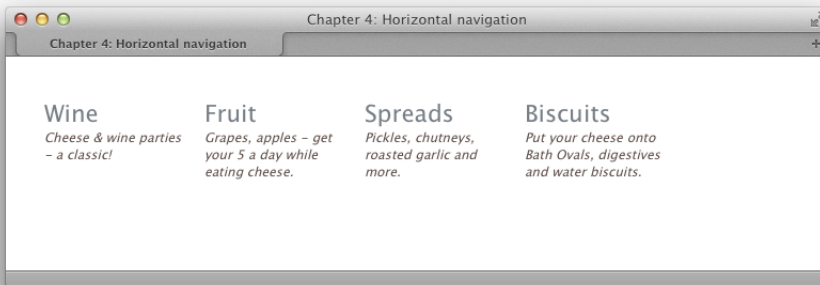 Chapter 4: Horizontal navigation
Chapter 4: Horizontal navigation
Wine
Cheese & wine parties
– a classic!
Fruit
Grapes, apples – get
your 5 a day while
eating cheese.
Spreads
Pickles, chutneys,
roasted garlic and
more.
Biscuits
Put your cheese onto
Bath Ovals, digestives
and water biscuits.